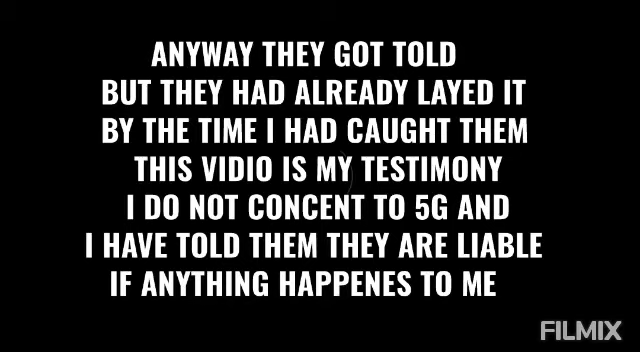 ANYWAY THEY GOT TOLD
BUT THEY HAD ALREADY LAYED IT
BY THE TIME I HAD CAUGHT THEM
THIS VIDIO IS MY TESTIMONY
I DO NOT CONCENT TO 5G AND
I HAVE TOLD THEM THEY ARE LIABLE
IF ANYTHING HAPPENES TO ME
FILMIX